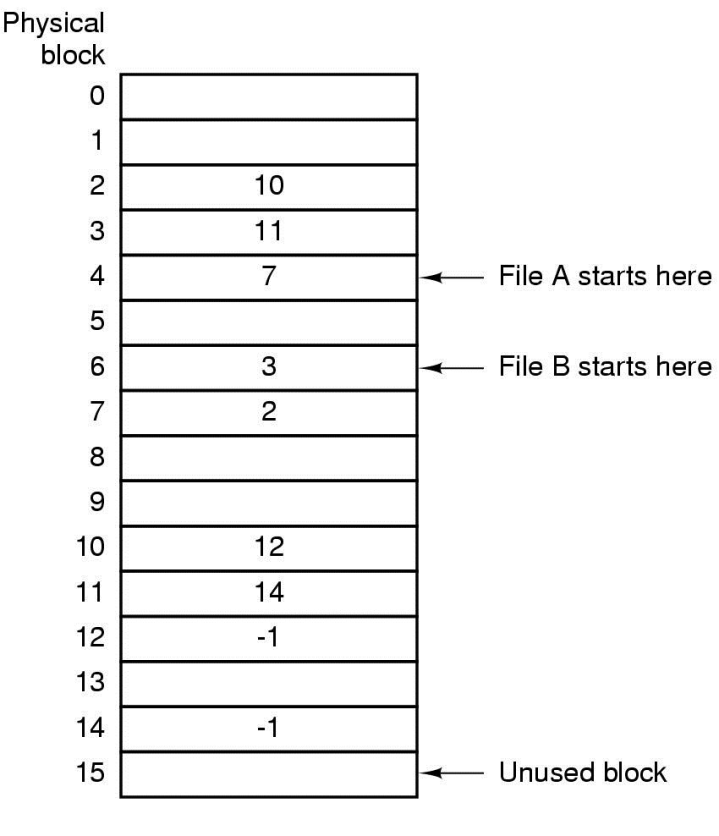 Physical
block
0
1
2 10
3 11
4 7 File A starts here
5
6 3 File B starts here
7 2
8
9
10 12
11 14
12 -1
13
14 -1
15 Unused block